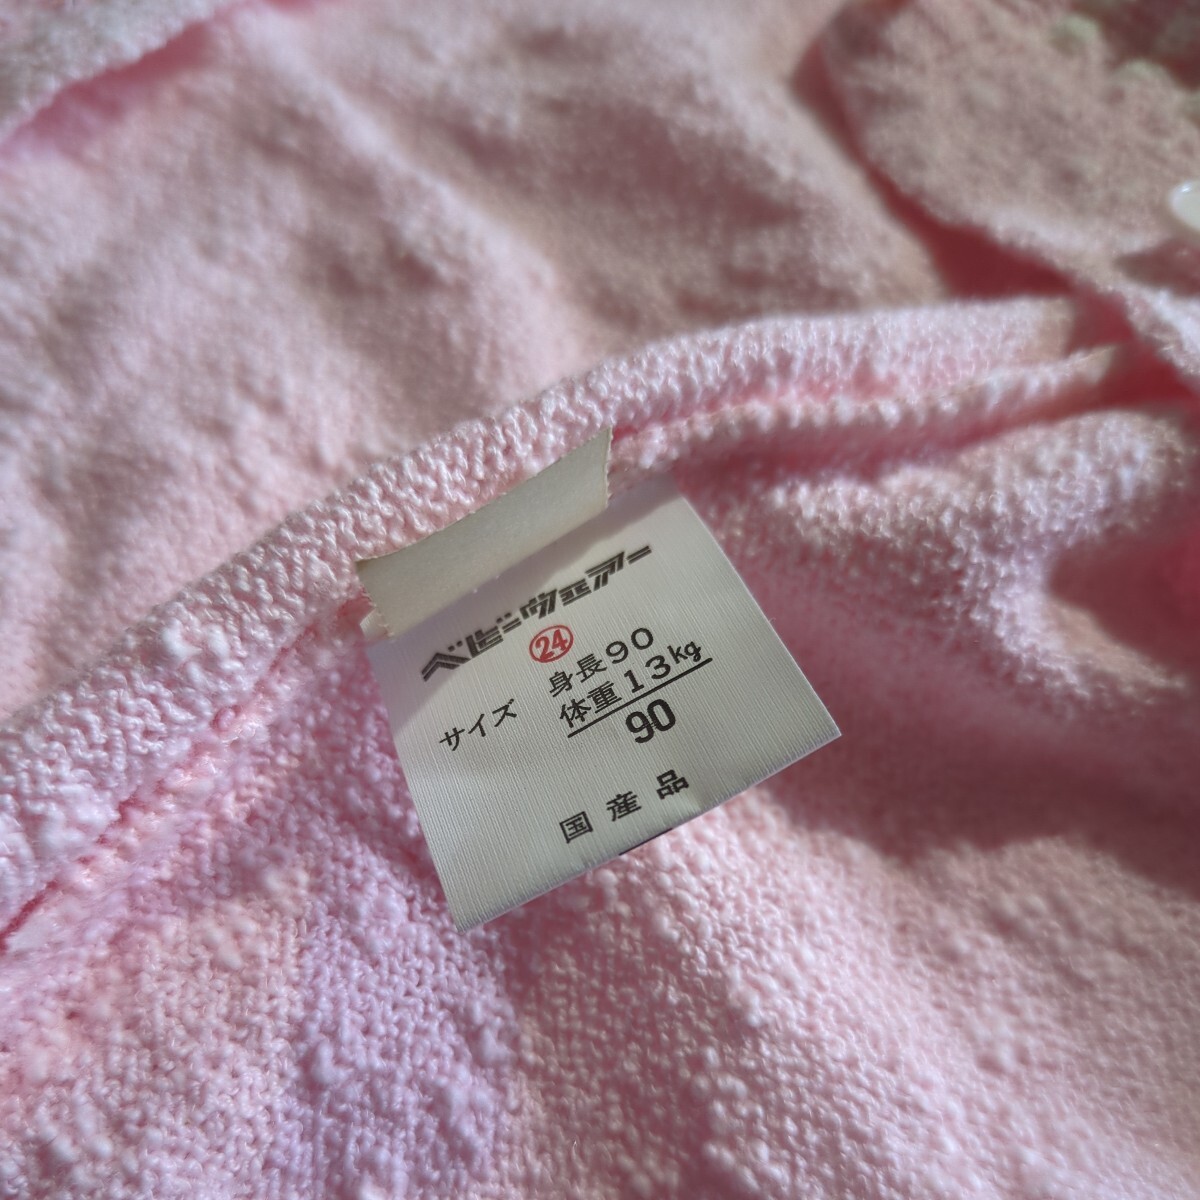 ベビーウェアー
24
サイズ 身長90
体重13kg
90
国産品